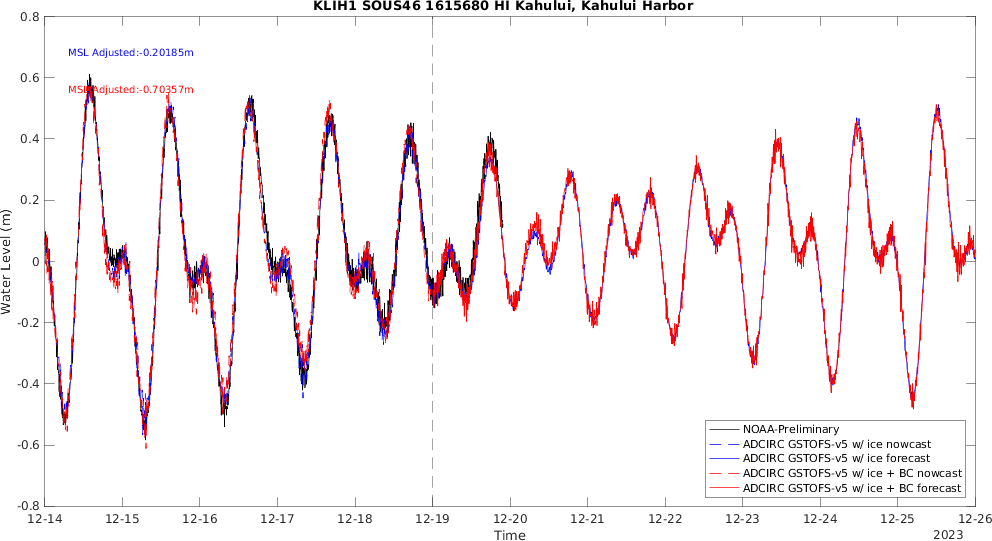 KLIH1 SOUS46 1615680 HI Kahului, Kahului Harbor
MSL Adjusted:-0.20185m
MSL Adjusted:-0.70357m
Water Level (m)
0.8
0.6
0.4
0.2
0
-0.2
-0.4
-0.6
-0.8
NOAA-Preliminary
ADCIRC GSTOFS-v5 w/ ice nowcast
ADCIRC GSTOFS-v5 w/ ice forecast
ADCIRC GSTOFS-v5 w/ ice + BC nowcast
ADCIRC GSTOFS-v5 w/ ice + BC forecast
12-14 12-15 12-16 12-17 12-18 12-19 12-20 12-21 12-22 12-23 12-24 12-25 12-26
Time
2023